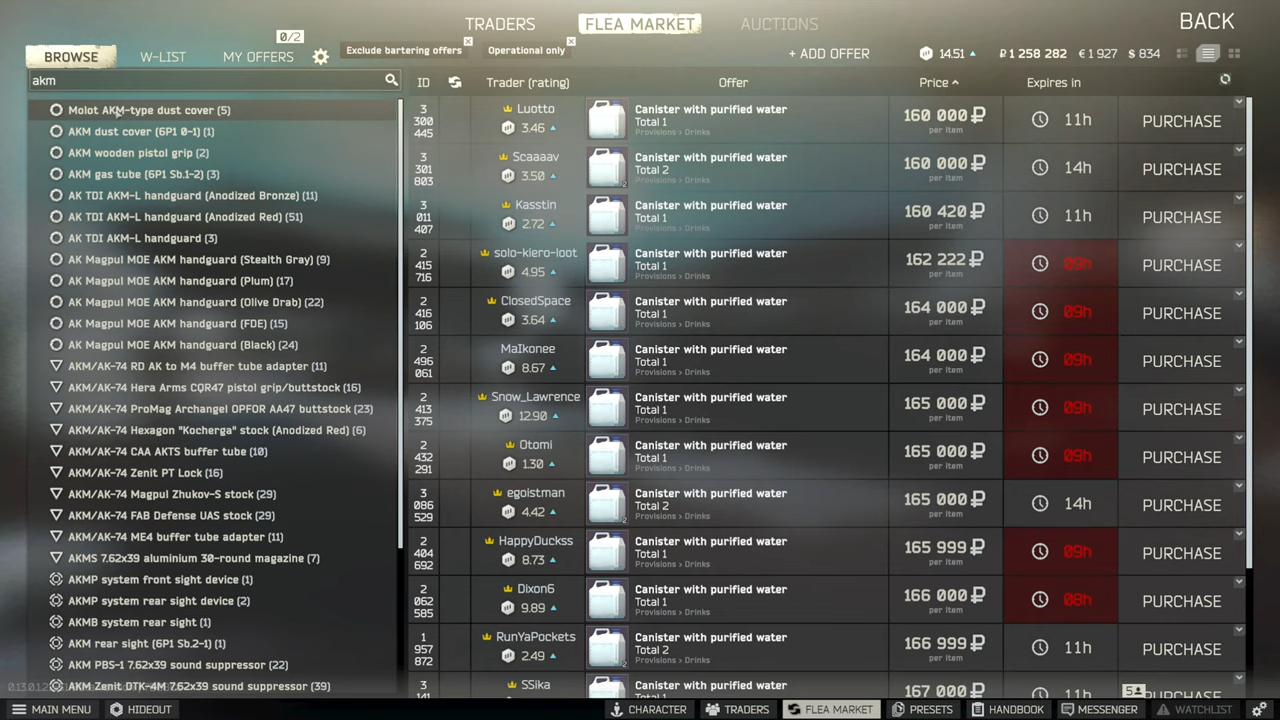 TRADERS
FLEA MARKET
AUCTIONS
BACK
0/2
BROWSE
W-LIST
MY OFFERS
Exclude bartering offers
Operational only
+ ADD OFFER
14.51
₽ 1 258 282
€ 1 927
$ 834
akm
ID
Trader (rating)
Offer
Price
Expires in
Molot AKM-type dust cover (5)
AKM dust cover (6P1 0-1) (1)
AKM wooden pistol grip (2)
AKM gas tube (6P1 Sb.1-2) (3)
AK TDI AKM-L handguard (Anodized Bronze) (11)
AK TDI AKM-L handguard (Anodized Red) (51)
AK TDI AKM-L handguard (3)
AK Magpul MOE AKM handguard (Stealth Gray) (9)
AK Magpul MOE AKM handguard (Plum) (17)
AK Magpul MOE AKM handguard (Olive Drab) (22)
AK Magpul MOE AKM handguard (FDE) (15)
AK Magpul MOE AKM handguard (Black) (24)
AKM/AK-74 RD AK to M4 buffer tube adapter (11)
AKM/AK-74 Hera Arms CQR47 pistol grip/buttstock (16)
AKM/AK-74 ProMag Archangel OPFOR AA47 buttstock (23)
AKM/AK-74 Hexagon "Kocherga" stock (Anodized Red) (6)
AKM/AK-74 CAA AKTS buffer tube (10)
AKM/AK-74 Zenit PT Lock (16)
AKM/AK-74 Magpul Zhukov-S stock (29)
AKM/AK-74 FAB Defense UAS stock (29)
AKM/AK-74 ME4 buffer tube adapter (11)
AKMS 7.62x39 aluminium 30-round magazine (7)
AKMP system front sight device (1)
AKMP system rear sight device (2)
AKMB system rear sight (1)
AKM rear sight (6P1 Sb.2-1) (1)
AKM PBS-1 7.62x39 sound suppressor (22)
AKM Zenit DTK-4M 7.62x39 sound suppressor (39)
3 300 445
Luotto
3.46
Canister with purified water
Total 1
Provisions > Drinks
160 000 ₽
per item
11h
PURCHASE
3 301 803
Scaaaav
3.50
2
Canister with purified water
Total 2
Provisions > Drinks
160 000 ₽
per item
14h
PURCHASE
3 011 407
Kasstin
2.72
Canister with purified water
Total 1
Provisions > Drinks
160 420 ₽
per item
11h
PURCHASE
2 415 716
solo-kiero-loot
4.95
Canister with purified water
Total 1
Provisions > Drinks
162 222 ₽
per item
09h
PURCHASE
2 416 106
ClosedSpace
3.64
Canister with purified water
Total 1
Provisions > Drinks
164 000 ₽
per item
09h
PURCHASE
2 496 061
MaIkonee
8.67
Canister with purified water
Total 1
Provisions > Drinks
164 000 ₽
per item
09h
PURCHASE
2 413 375
Snow_Lawrence
12.90
Canister with purified water
Total 1
Provisions > Drinks
165 000 ₽
per item
09h
PURCHASE
2 432 291
Otomi
1.30
Canister with purified water
Total 1
Provisions > Drinks
165 000 ₽
per item
09h
PURCHASE
3 086 529
egoistman
4.42
2
Canister with purified water
Total 2
Provisions > Drinks
165 000 ₽
per item
14h
PURCHASE
2 404 692
HappyDuckss
8.73
Canister with purified water
Total 1
Provisions > Drinks
165 999 ₽
per item
09h
PURCHASE
2 062 585
Dixon6
9.89
Canister with purified water
Total 1
Provisions > Drinks
166 000 ₽
per item
08h
PURCHASE
1 957 872
RunYaPockets
2.49
2
Canister with purified water
Total 2
Provisions > Drinks
166 999 ₽
per item
11h
PURCHASE
3
SSika
Canister with purified water
167 000 ₽
11h
PURCHASE
5
MAIN MENU
HIDEOUT
CHARACTER
TRADERS
FLEA MARKET
PRESETS
HANDBOOK
MESSENGER
WATCHLIST